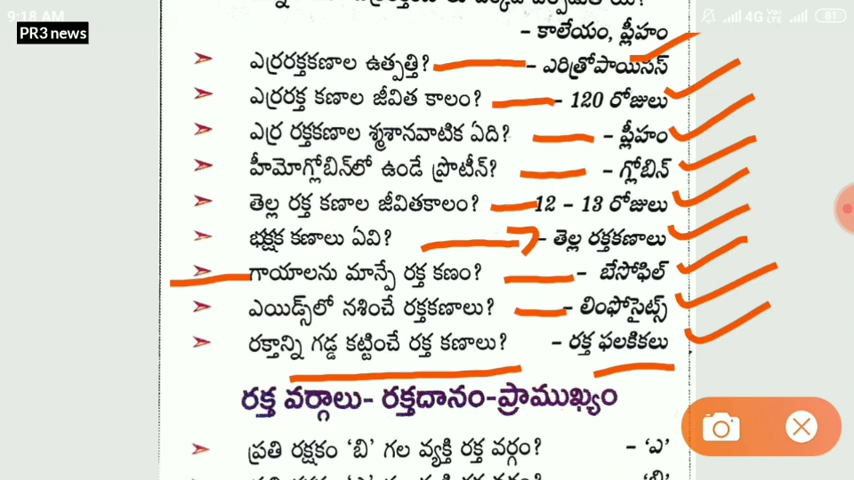 9:18 AM
4G
81
PR3 news
- కాలేయం, ప్లీహం
ఎర్రరక్తకణాల ఉత్పత్తి? - ఎరిత్రోపాయిసిస్
ఎర్రరక్త కణాల జీవిత కాలం? - 120 రోజులు
ఎర్ర రక్తకణాల శ్మశానవాటిక ఏది? - ప్లీహం
హీమోగ్లోబిన్‌లో ఉండే ప్రొటీన్? - గ్లోబిన్
తెల్ల రక్త కణాల జీవితకాలం? 12 - 13 రోజులు
భక్షక కణాలు ఏవి? - తెల్ల రక్తకణాలు
గాయాలను మాన్పే రక్త కణం? - బేసోఫిల్
ఎయిడ్స్‌లో నశించే రక్తకణాలు? - లింఫోసైట్స్
రక్తాన్ని గడ్డ కట్టించే రక్త కణాలు? - రక్త ఫలకికలు
రక్త వర్గాలు- రక్తదానం-ప్రాముఖ్యం
ప్రతి రక్షకం ‘బి’ గల వ్యక్తి రక్త వర్గం? - ‘ఎ’